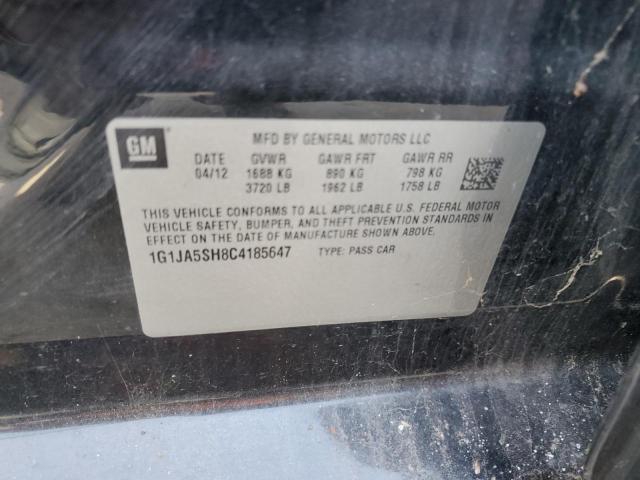 GM
MFD BY GENERAL MOTORS LLC
DATE GVWR GAWR FRT GAWR RR
04/12 1688 KG 890 KG 798 KG
3720 LB 1962 LB 1758 LB
THIS VEHICLE CONFORMS TO ALL APPLICABLE U.S. FEDERAL MOTOR
VEHICLE SAFETY, BUMPER, AND THEFT PREVENTION STANDARDS
IN EFFECT ON THE DATE OF MANUFACTURE SHOWN ABOVE.
1G1JA5SH8C4185647 TYPE: PASS CAR